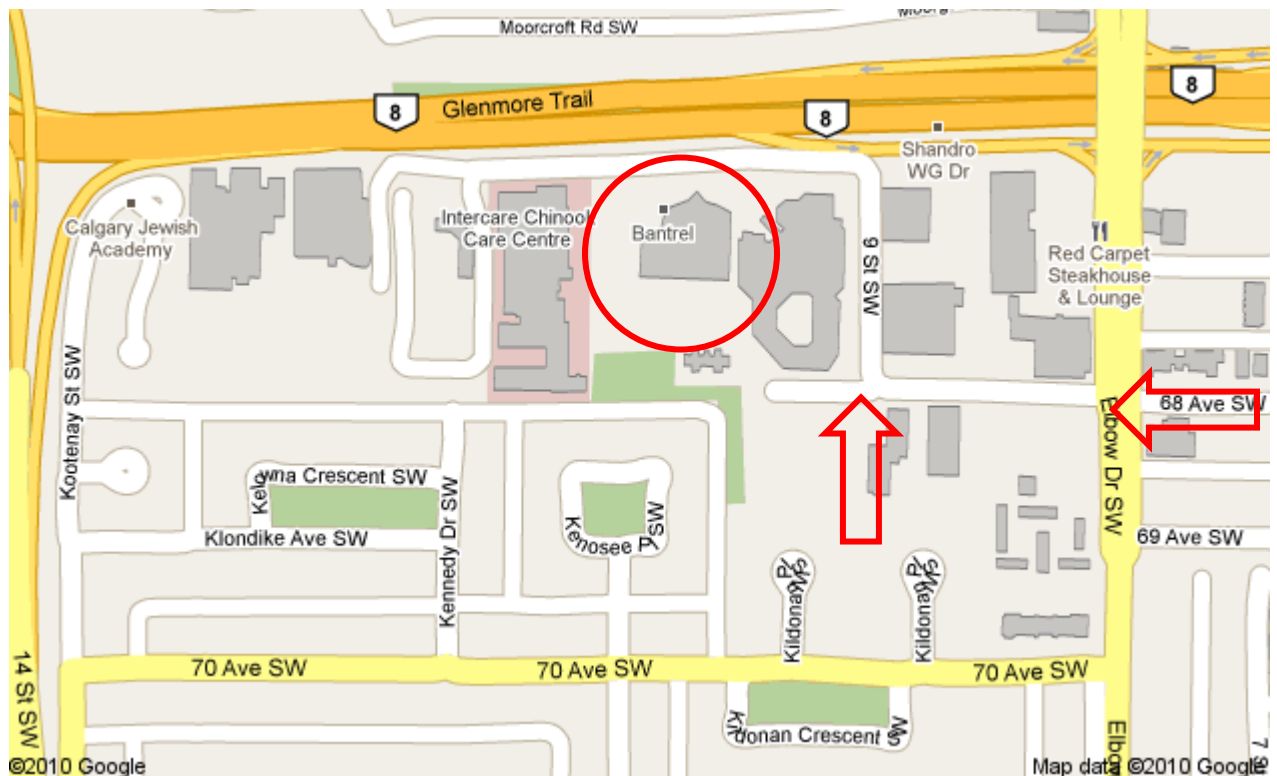 Moorcroft Rd SW
8
Glenmore Trail
8
8
Shandro
WG Dr
Calgary Jewish
Academy
Intercare Chinook
Care Centre
Bantrel
9 St SW
Red Carpet
Steakhouse
& Lounge
Kootenay St SW
68 Ave SW
Elbow Dr SW
Kelowna Crescent SW
Klondike Ave SW
Kennedy Dr SW
Kenosee Pl SW
69 Ave SW
Kildonan Pl SW
Kildonan Pl SW
70 Ave SW
70 Ave SW
70 Ave SW
14 St SW
Kildonan Crescent SW
Elbo
7 S
©2010 Google
Map data ©2010 Google